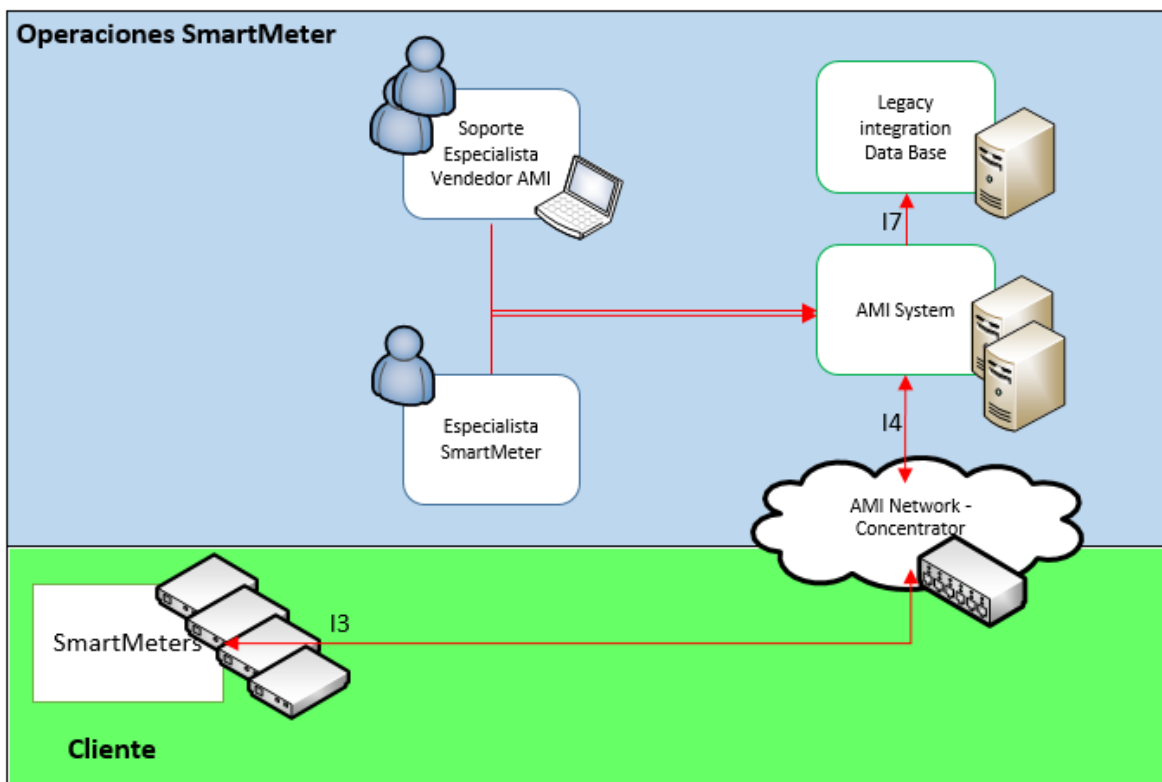 Operaciones SmartMeter
Soporte
Especialista
Vendedor AMI
Legacy
integration
Data Base
I7
AMI System
Especialista
SmartMeter
I4
AMI Network -
Concentrator
SmartMeters
I3
Cliente